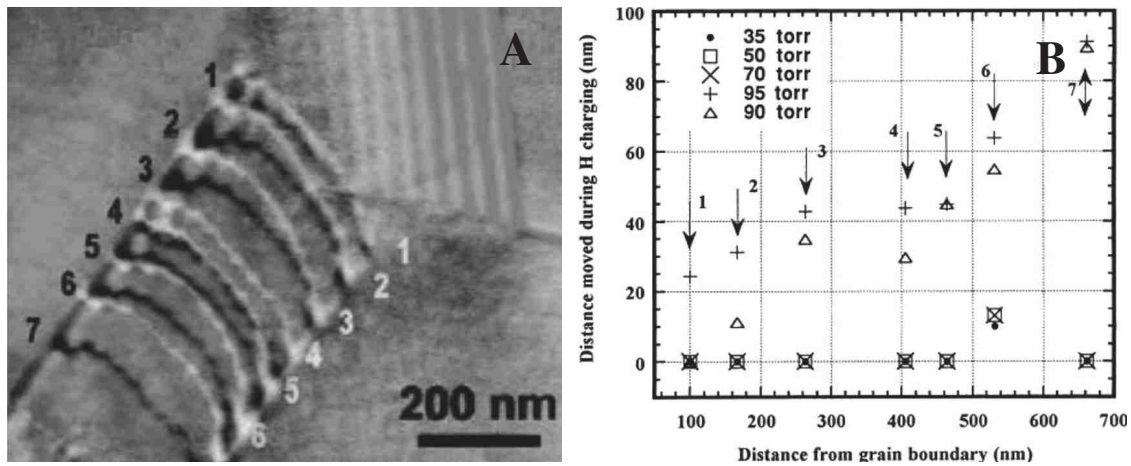 A
1
2
3
4
5
6
7
1
2
3
4
5
6
200 nm
B
Distance moved during H charging (nm)
100
80
60
40
20
0
35 torr
50 torr
70 torr
95 torr
90 torr
1
2
3
4
5
6
7
100 200 300 400 500 600 700
Distance from grain boundary (nm)